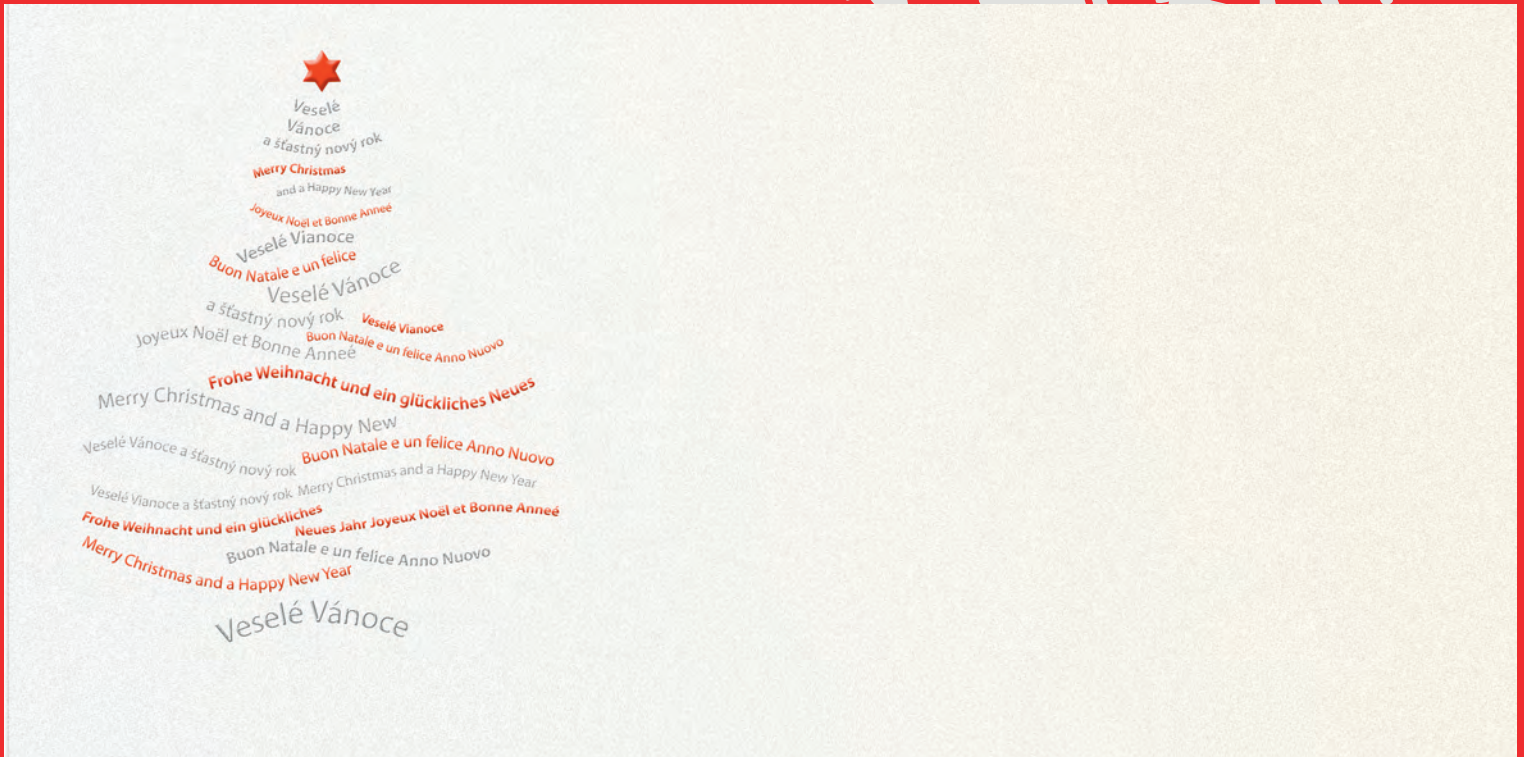 Veselé
Vánoce
a šťastný nový rok
Merry Christmas
and a Happy New Year
Joyeux Noël et Bonne Anneé
Veselé Vianoce
Buon Natale e un felice
Veselé Vánoce
a šťastný nový rok
Veselé Vianoce
Joyeux Noël et Bonne Anneé
Buon Natale e un felice Anno Nuovo
Frohe Weihnacht und ein glückliches Neues
Merry Christmas and a Happy New
Veselé Vánoce a šťastný nový rok
Buon Natale e un felice Anno Nuovo
Veselé Vianoce a šťastný nový rok
Merry Christmas and a Happy New Year
Frohe Weihnacht und ein glückliches
Neues Jahr Joyeux Noël et Bonne Anneé
Buon Natale e un felice Anno Nuovo
Merry Christmas and a Happy New Year
Veselé Vánoce